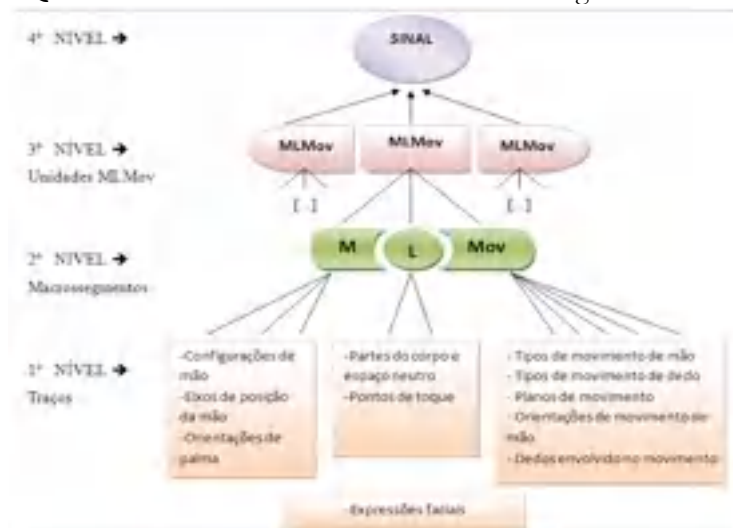 4º NÍVEL ➔
SINAL
3º NÍVEL ➔
Unidades MLMov
MLMov
MLMov
MLMov
[...]
[...]
2º NÍVEL ➔
Macrossegmentos
M
L
Mov
1º NÍVEL ➔
Traços
-Configurações de
mão
-Eixos de posição
da mão
-Orientações de
palma
-Partes do corpo e
espaço neutro
-Pontos de toque
- Tipos de movimento de mão
- Tipos de movimento de dedo
- Planos de movimento
- Orientações de movimento de
mão
- Dedos envolvido no movimento
-Expressões faciais